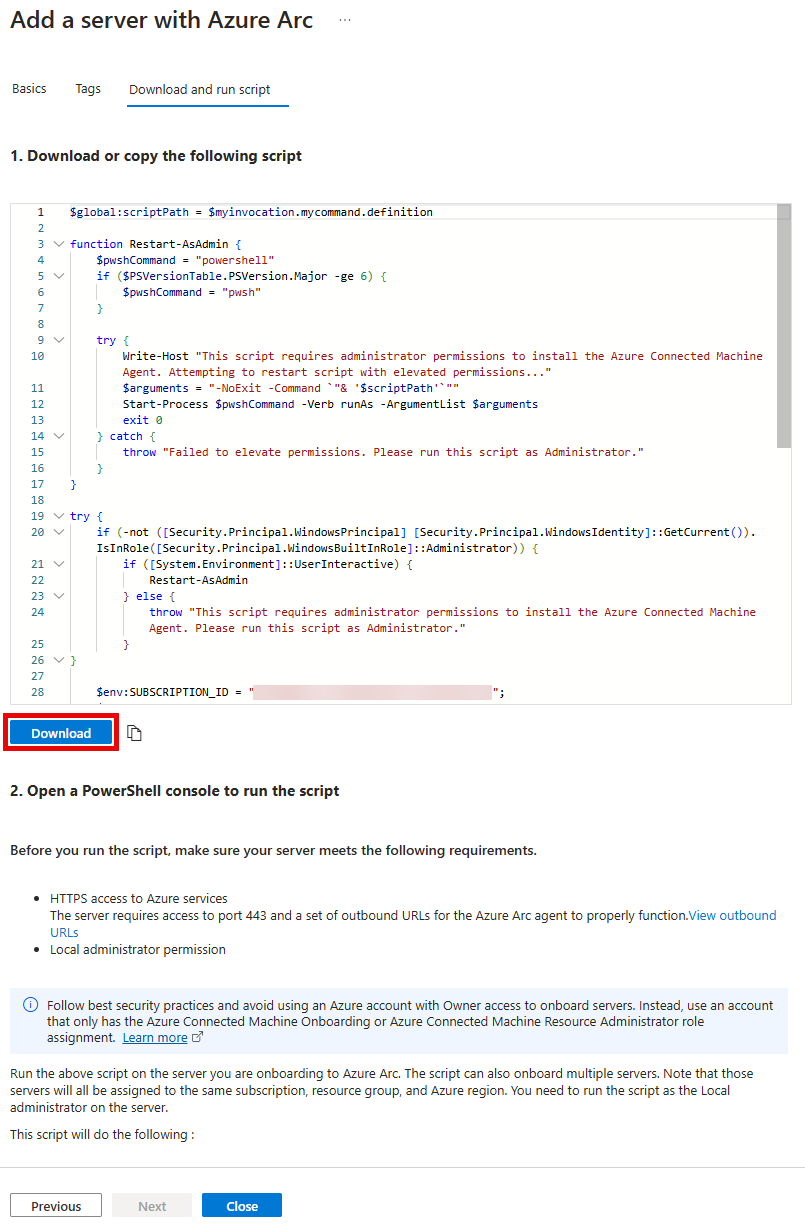 Add a server with Azure Arc ...
Basics Tags Download and run script
1. Download or copy the following script
1 $global:scriptPath = $myinvocation.mycommand.definition
2
3 function Restart-AsAdmin {
4 $pwshCommand = "powershell"
5 if ($PSVersionTable.PSVersion.Major -ge 6) {
6 $pwshCommand = "pwsh"
7 }
8
9 try {
10 Write-Host "This script requires administrator permissions to install the Azure Connected Machine
Agent. Attempting to restart script with elevated permissions..."
11 $arguments = "-NoExit -Command `"& '$scriptPath'`""
12 Start-Process $pwshCommand -Verb runAs -ArgumentList $arguments
13 exit 0
14 } catch {
15 throw "Failed to elevate permissions. Please run this script as Administrator."
16 }
17 }
18
19 try {
20 if (-not ([Security.Principal.WindowsPrincipal] [Security.Principal.WindowsIdentity]::GetCurrent()).
IsInRole([Security.Principal.WindowsBuiltInRole]::Administrator)) {
21 if ([System.Environment]::UserInteractive) {
22 Restart-AsAdmin
23 } else {
24 throw "This script requires administrator permissions to install the Azure Connected Machine
Agent. Please run this script as Administrator."
25 }
26 }
27
28 $env:SUBSCRIPTION_ID = "";
Download
2. Open a PowerShell console to run the script
Before you run the script, make sure your server meets the following requirements.
• HTTPS access to Azure services
The server requires access to port 443 and a set of outbound URLs for the Azure Arc agent to properly function.View outbound
URLs
• Local administrator permission
Follow best security practices and avoid using an Azure account with Owner access to onboard servers. Instead, use an account
that only has the Azure Connected Machine Onboarding or Azure Connected Machine Resource Administrator role
assignment. Learn more
Run the above script on the server you are onboarding to Azure Arc. The script can also onboard multiple servers. Note that those
servers will all be assigned to the same subscription, resource group, and Azure region. You need to run the script as the Local
administrator on the server.
This script will do the following :
Previous Next Close